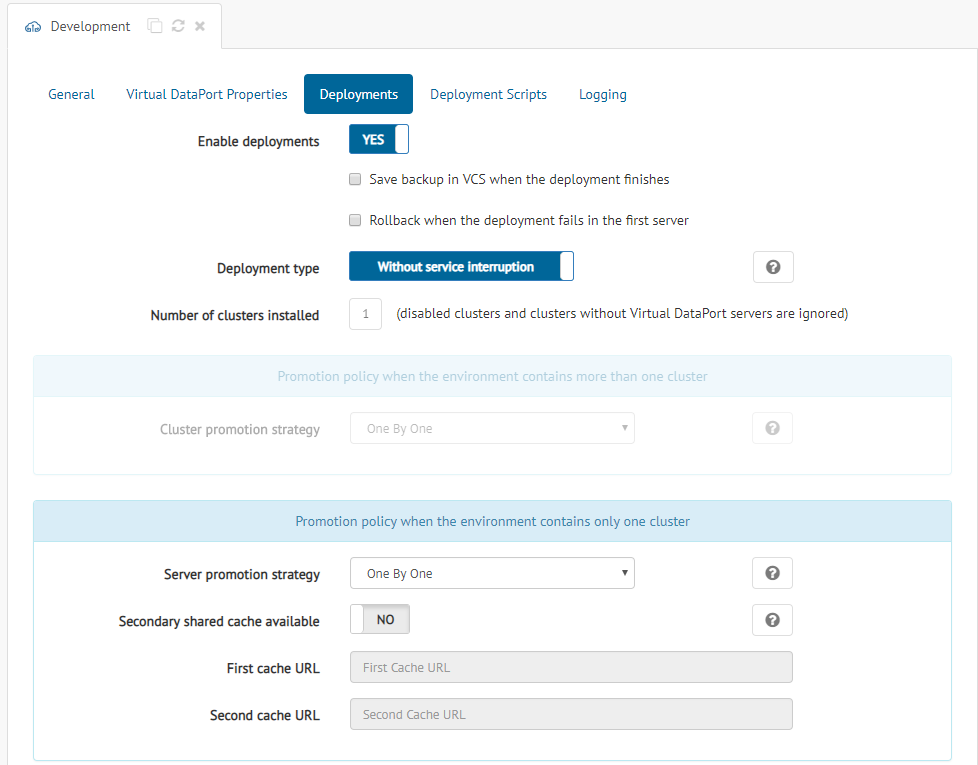 Development
General Virtual DataPort Properties Deployments Deployment Scripts Logging
Enable deployments YES
Save backup in VCS when the deployment finishes
Rollback when the deployment fails in the first server
Deployment type Without service interruption ?
Number of clusters installed 1 (disabled clusters and clusters without Virtual DataPort servers are ignored)
Promotion policy when the environment contains more than one cluster
Cluster promotion strategy One By One ?
Promotion policy when the environment contains only one cluster
Server promotion strategy One By One ?
Secondary shared cache available NO ?
First cache URL First Cache URL
Second cache URL Second Cache URL